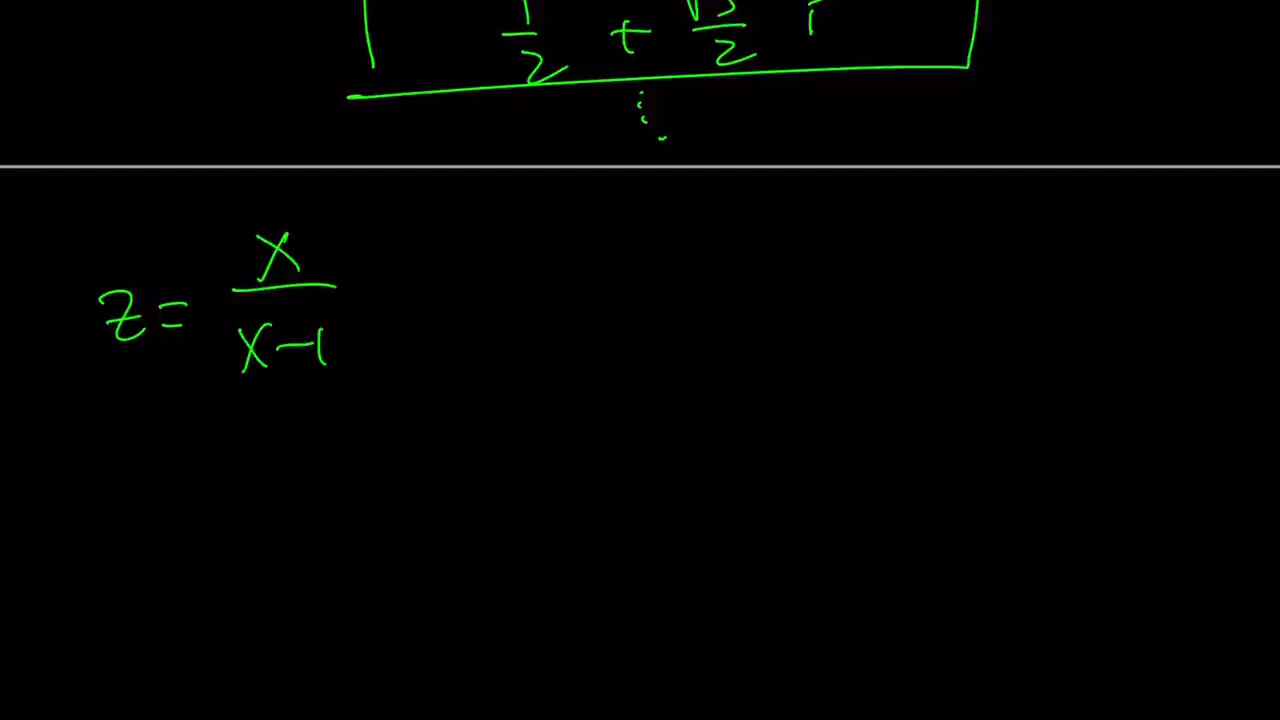 1/2 + √3/2 i
z = x/(x-1)